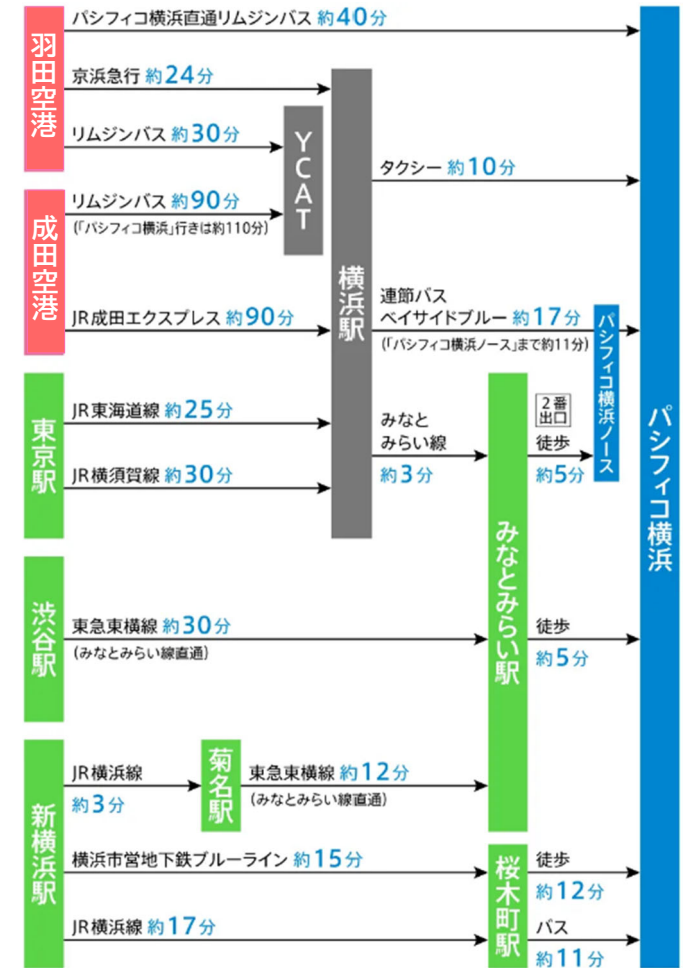 羽田空港
パシフィコ横浜直通リムジンバス 約40分
京浜急行 約24分
リムジンバス 約30分
YCAT
成田空港
リムジンバス 約90分
(「パシフィコ横浜」行きは約110分)
JR成田エクスプレス 約90分
横浜駅
タクシー 約10分
連節バス
ベイサイドブルー 約17分
(「パシフィコ横浜ノース」まで約11分)
パシフィコ横浜ノース
東京駅
JR東海道線 約25分
JR横須賀線 約30分
みなと
みらい線
約3分
2番
出口
徒歩
約5分
みなとみらい駅
パシフィコ横浜
渋谷駅
東急東横線 約30分
(みなとみらい線直通)
徒歩
約5分
新横浜駅
JR横浜線
約3分
菊名駅
東急東横線 約12分
(みなとみらい線直通)
横浜市営地下鉄ブルーライン 約15分
桜木町駅
徒歩
約12分
JR横浜線 約17分
バス
約11分